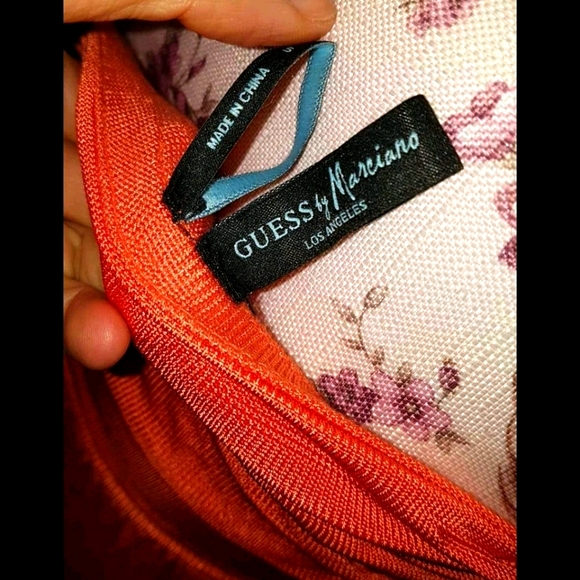 MADE IN CHINA
GUESS by Marciano
LOS ANGELES